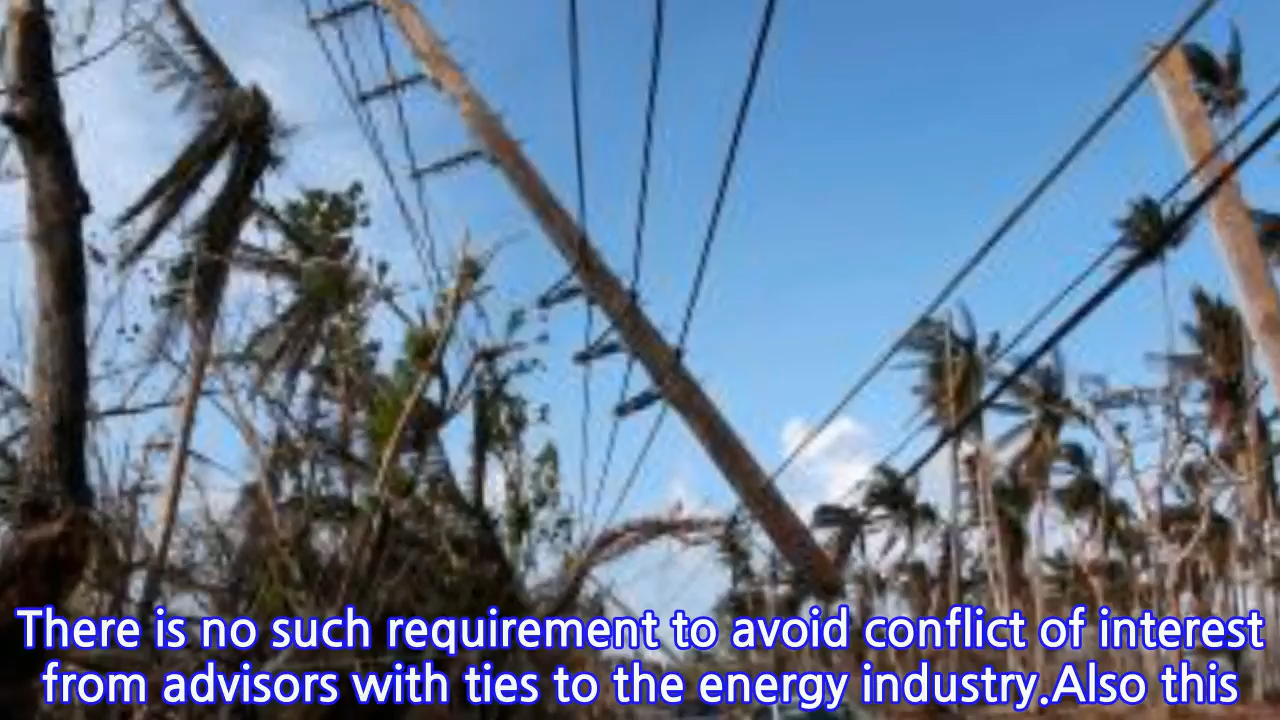 There is no such requirement to avoid conflict of interest
from advisors with ties to the energy industry.Also this